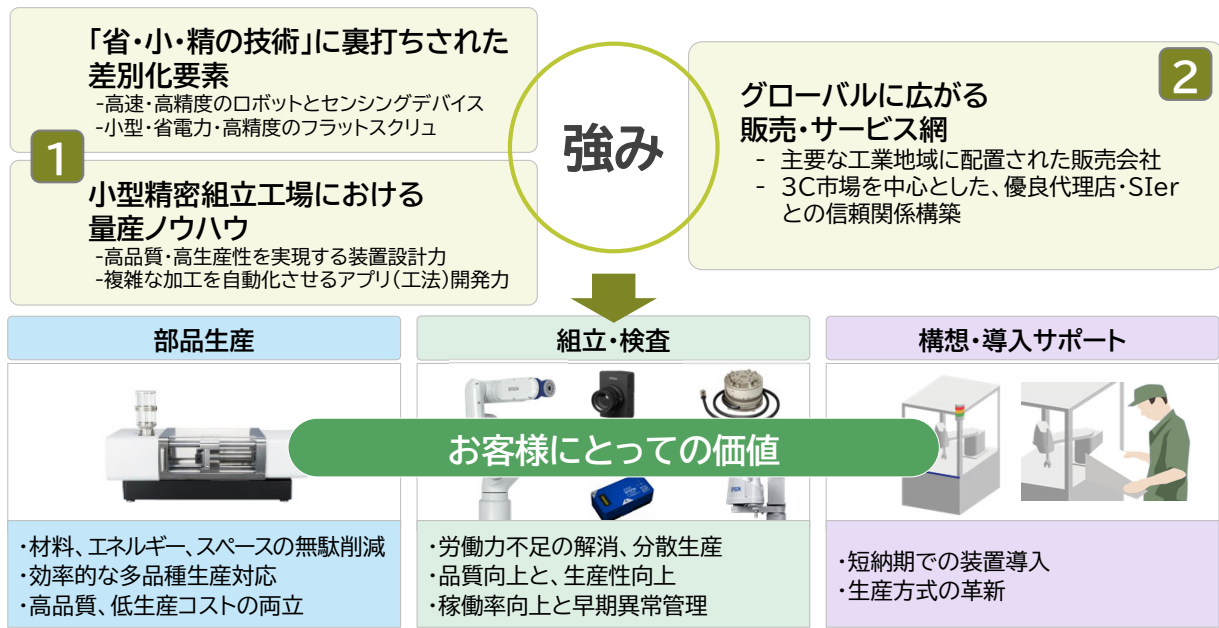 「省・小・精の技術」に裏打ちされた
差別化要素
-高速・高精度のロボットとセンシングデバイス
-小型・省電力・高精度のフラットスクリュ
1
小型精密組立工場における
量産ノウハウ
-高品質・高生産性を実現する装置設計力
-複雑な加工を自動化させるアプリ(工法)開発力
強み
2
グローバルに広がる
販売・サービス網
- 主要な工業地域に配置された販売会社
- 3C市場を中心とした、優良代理店・SIer
との信頼関係構築
部品生産
組立・検査
構想・導入サポート
EPSON
お客様にとっての価値
EPSON
・材料、エネルギー、スペースの無駄削減
・効率的な多品種生産対応
・高品質、低生産コストの両立
・労働力不足の解消、分散生産
・品質向上と、生産性向上
・稼働率向上と早期異常管理
・短納期での装置導入
・生産方式の革新